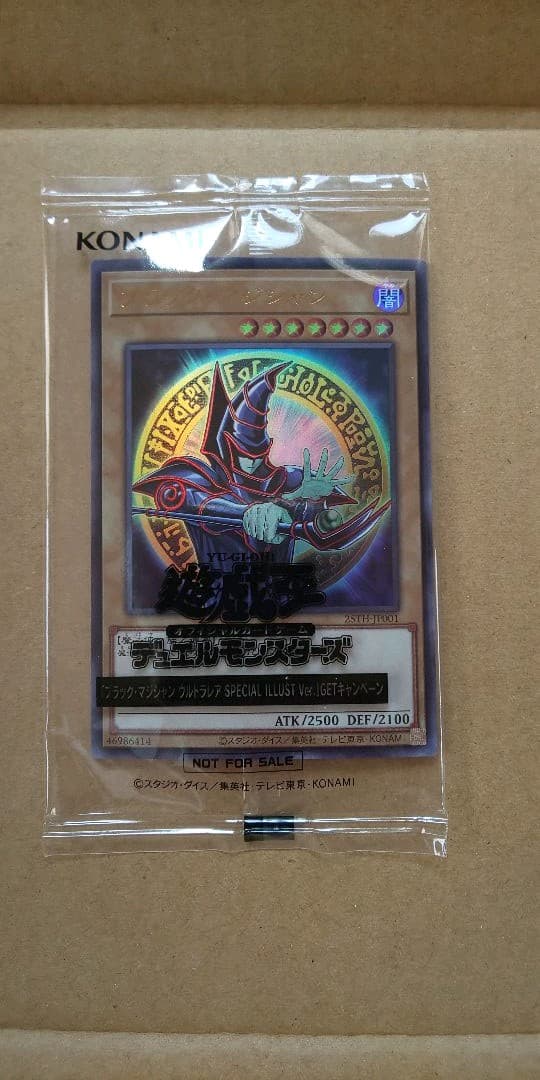 KONAMI
ジシャン
闇
YU-GI-OH!
遊戯王
オフィシャルカードゲーム
デュエルモンスターズ
25TH-JP001
「ブラック・マジシャン ウルトラレア SPECIAL ILLUST Ver.」GETキャンペーン
ATK/2500 DEF/2100
46986414
©スタジオ・ダイス/集英社・テレビ東京・KONAMI
NOT FOR SALE
©スタジオ・ダイス/集英社・テレビ東京・KONAMI